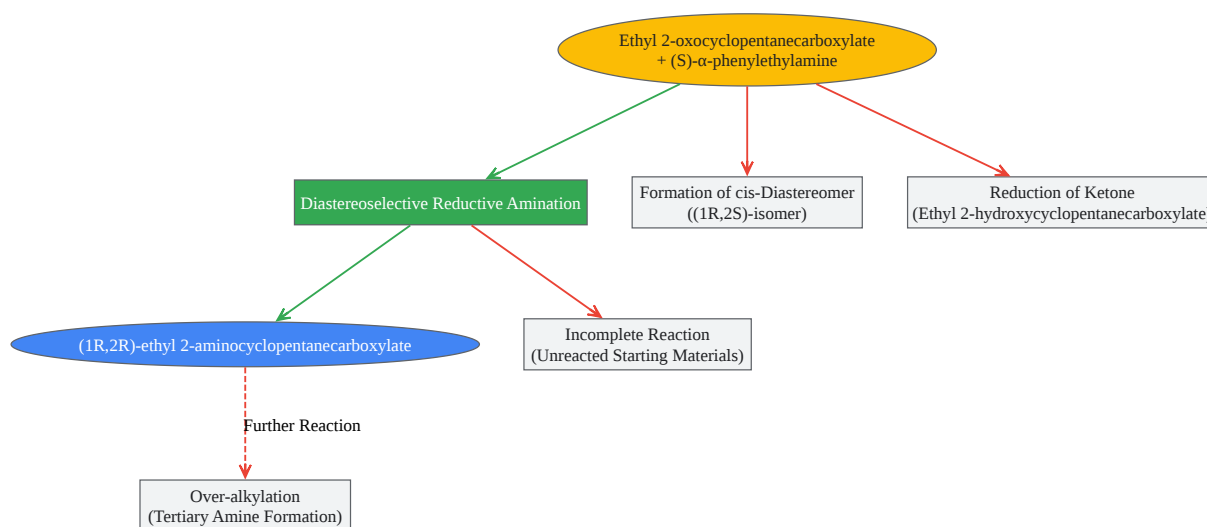 Ethyl 2-oxocyclopentanecarboxylate
+ (S)-α-phenylethylamine
Diastereoselective Reductive Amination
Formation of cis-Diastereomer
((1R,2S)-isomer)
Reduction of Ketone
(Ethyl 2-hydroxycyclopentanecarboxylate)
(1R,2R)-ethyl 2-aminocyclopentanecarboxylate
Incomplete Reaction
(Unreacted Starting Materials)
Further Reaction
Over-alkylation
(Tertiary Amine Formation)